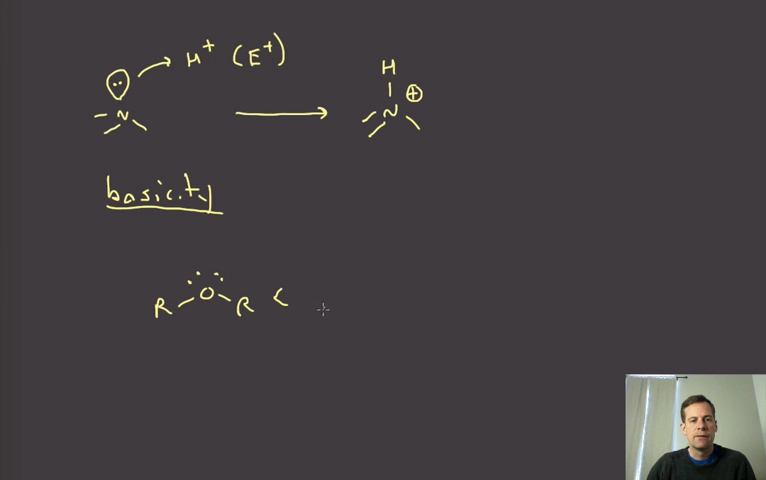 H⁺ (E⁺)
H
N N ⊕
basicity
R O R <